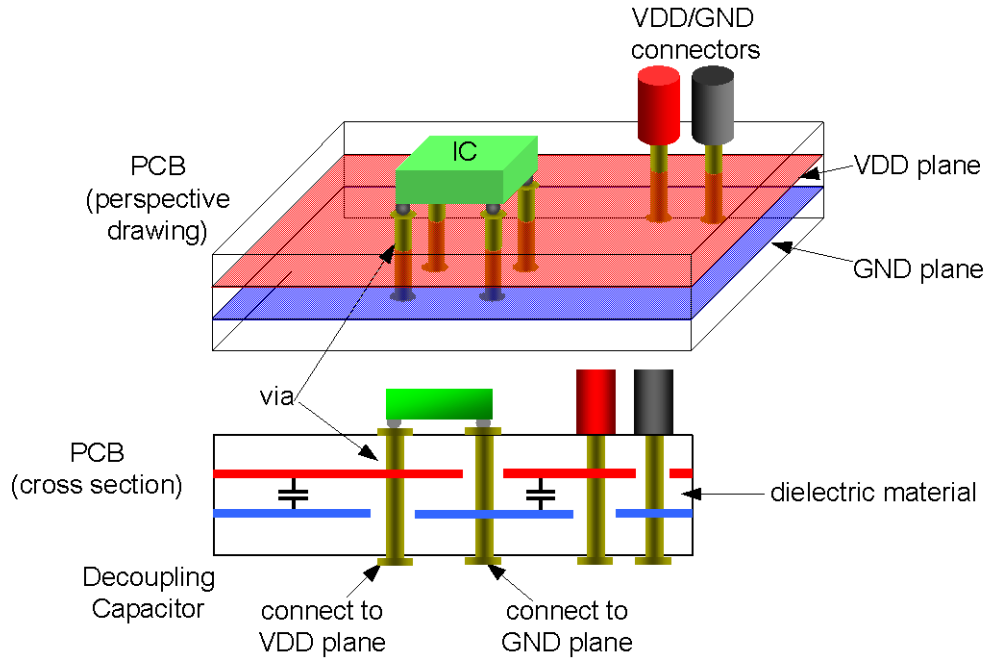 VDD/GND
connectors
IC
PCB
(perspective
drawing)
VDD plane
GND plane
via
PCB
(cross section)
dielectric material
Decoupling
Capacitor
connect to
VDD plane
connect to
GND plane